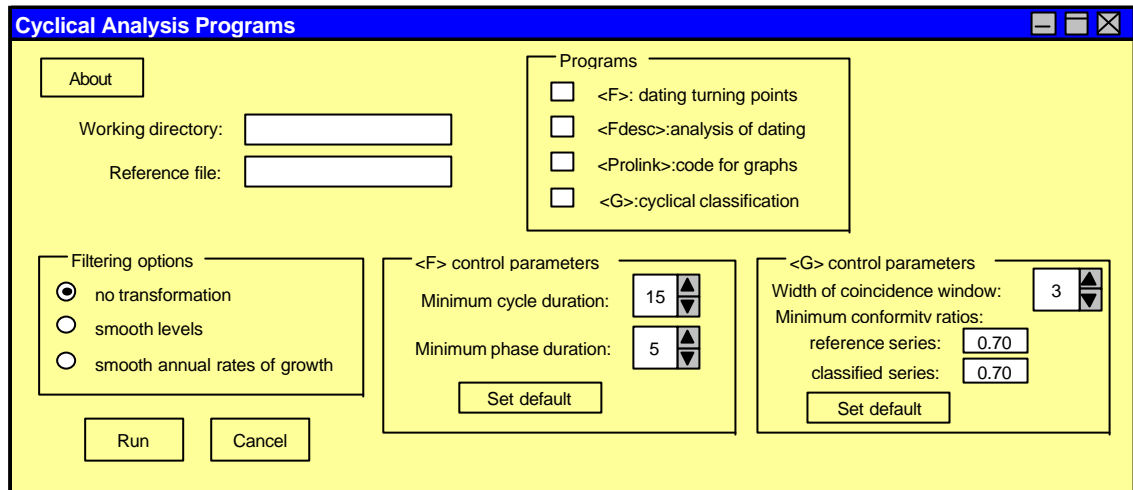 Cyclical Analysis Programs
About
Working directory:
Reference file:
Programs
<F>: dating turning points
<Fdesc>:analysis of dating
<Prolink>:code for graphs
<G>:cyclical classification
Filtering options
no transformation
smooth levels
smooth annual rates of growth
<F> control parameters
Minimum cycle duration: 15
Minimum phase duration: 5
Set default
<G> control parameters
Width of coincidence window: 3
Minimum conformity ratios:
reference series: 0.70
classified series: 0.70
Set default
Run
Cancel